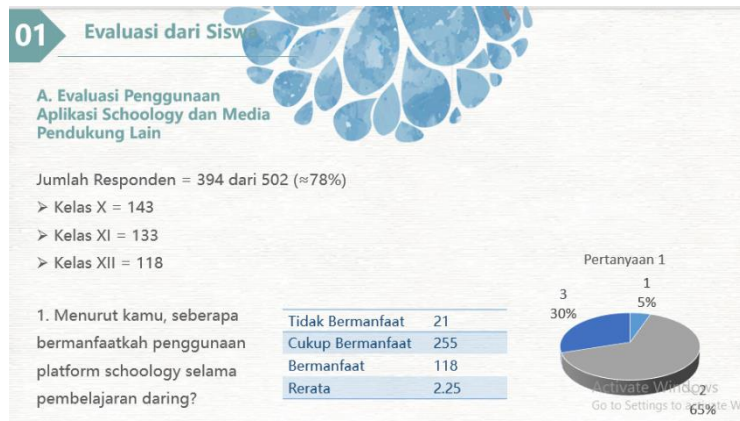 01
Evaluasi dari Siswa
A. Evaluasi Penggunaan
Aplikasi Schoology dan Media
Pendukung Lain
Jumlah Responden = 394 dari 502 (≈78%)
➢ Kelas X = 143
➢ Kelas XI = 133
➢ Kelas XII = 118
1. Menurut kamu, seberapa
bermanfaatkah penggunaan
platform schoology selama
pembelajaran daring?
Tidak Bermanfaat 21
Cukup Bermanfaat 255
Bermanfaat 118
Rerata 2.25
Pertanyaan 1
1
5%
3
30%
2
65%
Activate Windows
Go to Settings to activate W